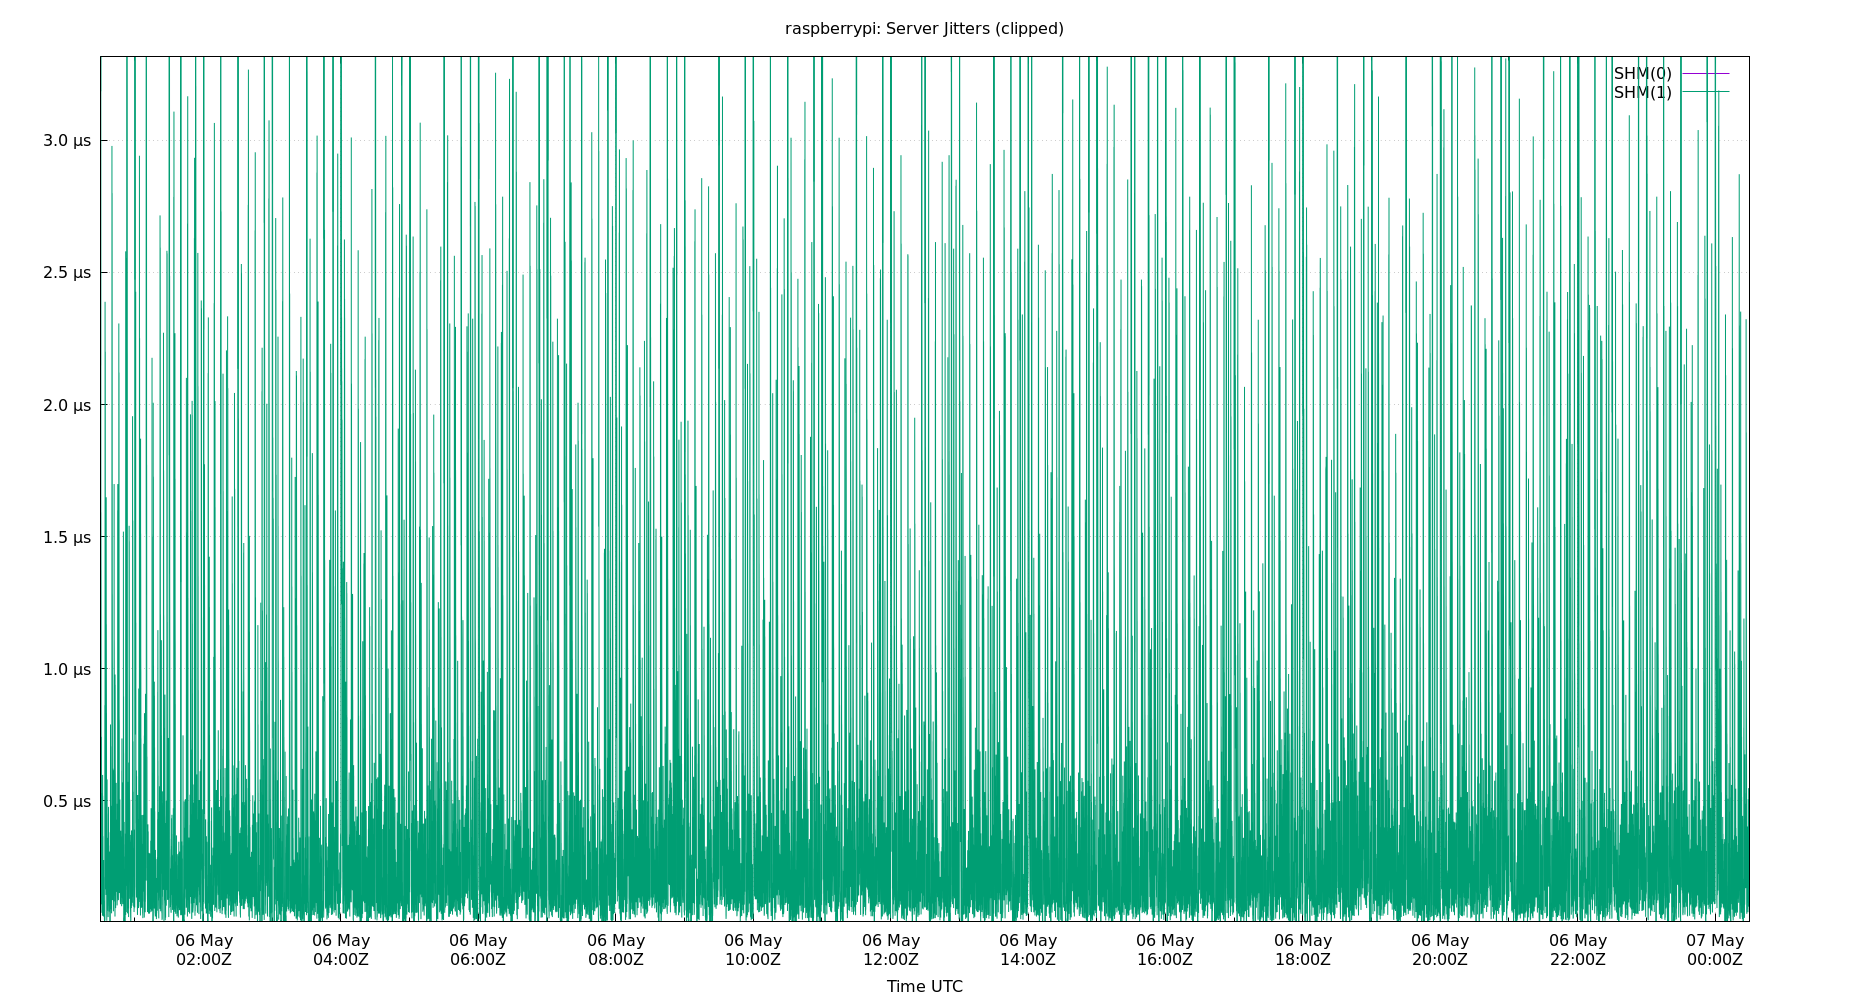 raspberrypi: Server Jitters (clipped)
SHM(0)
SHM(1)
3.0 μs
2.5 μs
2.0 μs
1.5 μs
1.0 μs
0.5 μs
06 May 06 May 06 May 06 May 06 May 06 May 06 May 06 May 06 May 06 May 06 May 07 May
02:00Z 04:00Z 06:00Z 08:00Z 10:00Z 12:00Z 14:00Z 16:00Z 18:00Z 20:00Z 22:00Z 00:00Z
Time UTC